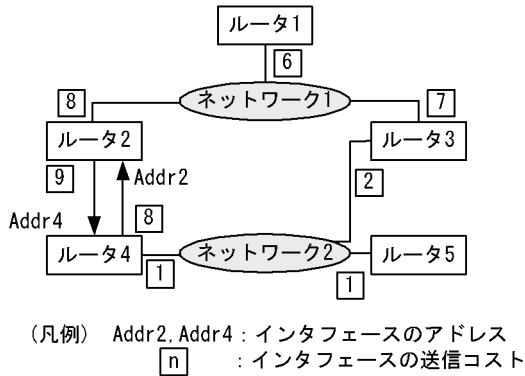 ルータ1
6
ネットワーク1
8
7
ルータ2
ルータ3
9
Addr2
2
Addr4
8
ルータ4
ネットワーク2
ルータ5
1
1
(凡例) Addr2,Addr4：インタフェースのアドレス
n ：インタフェースの送信コスト